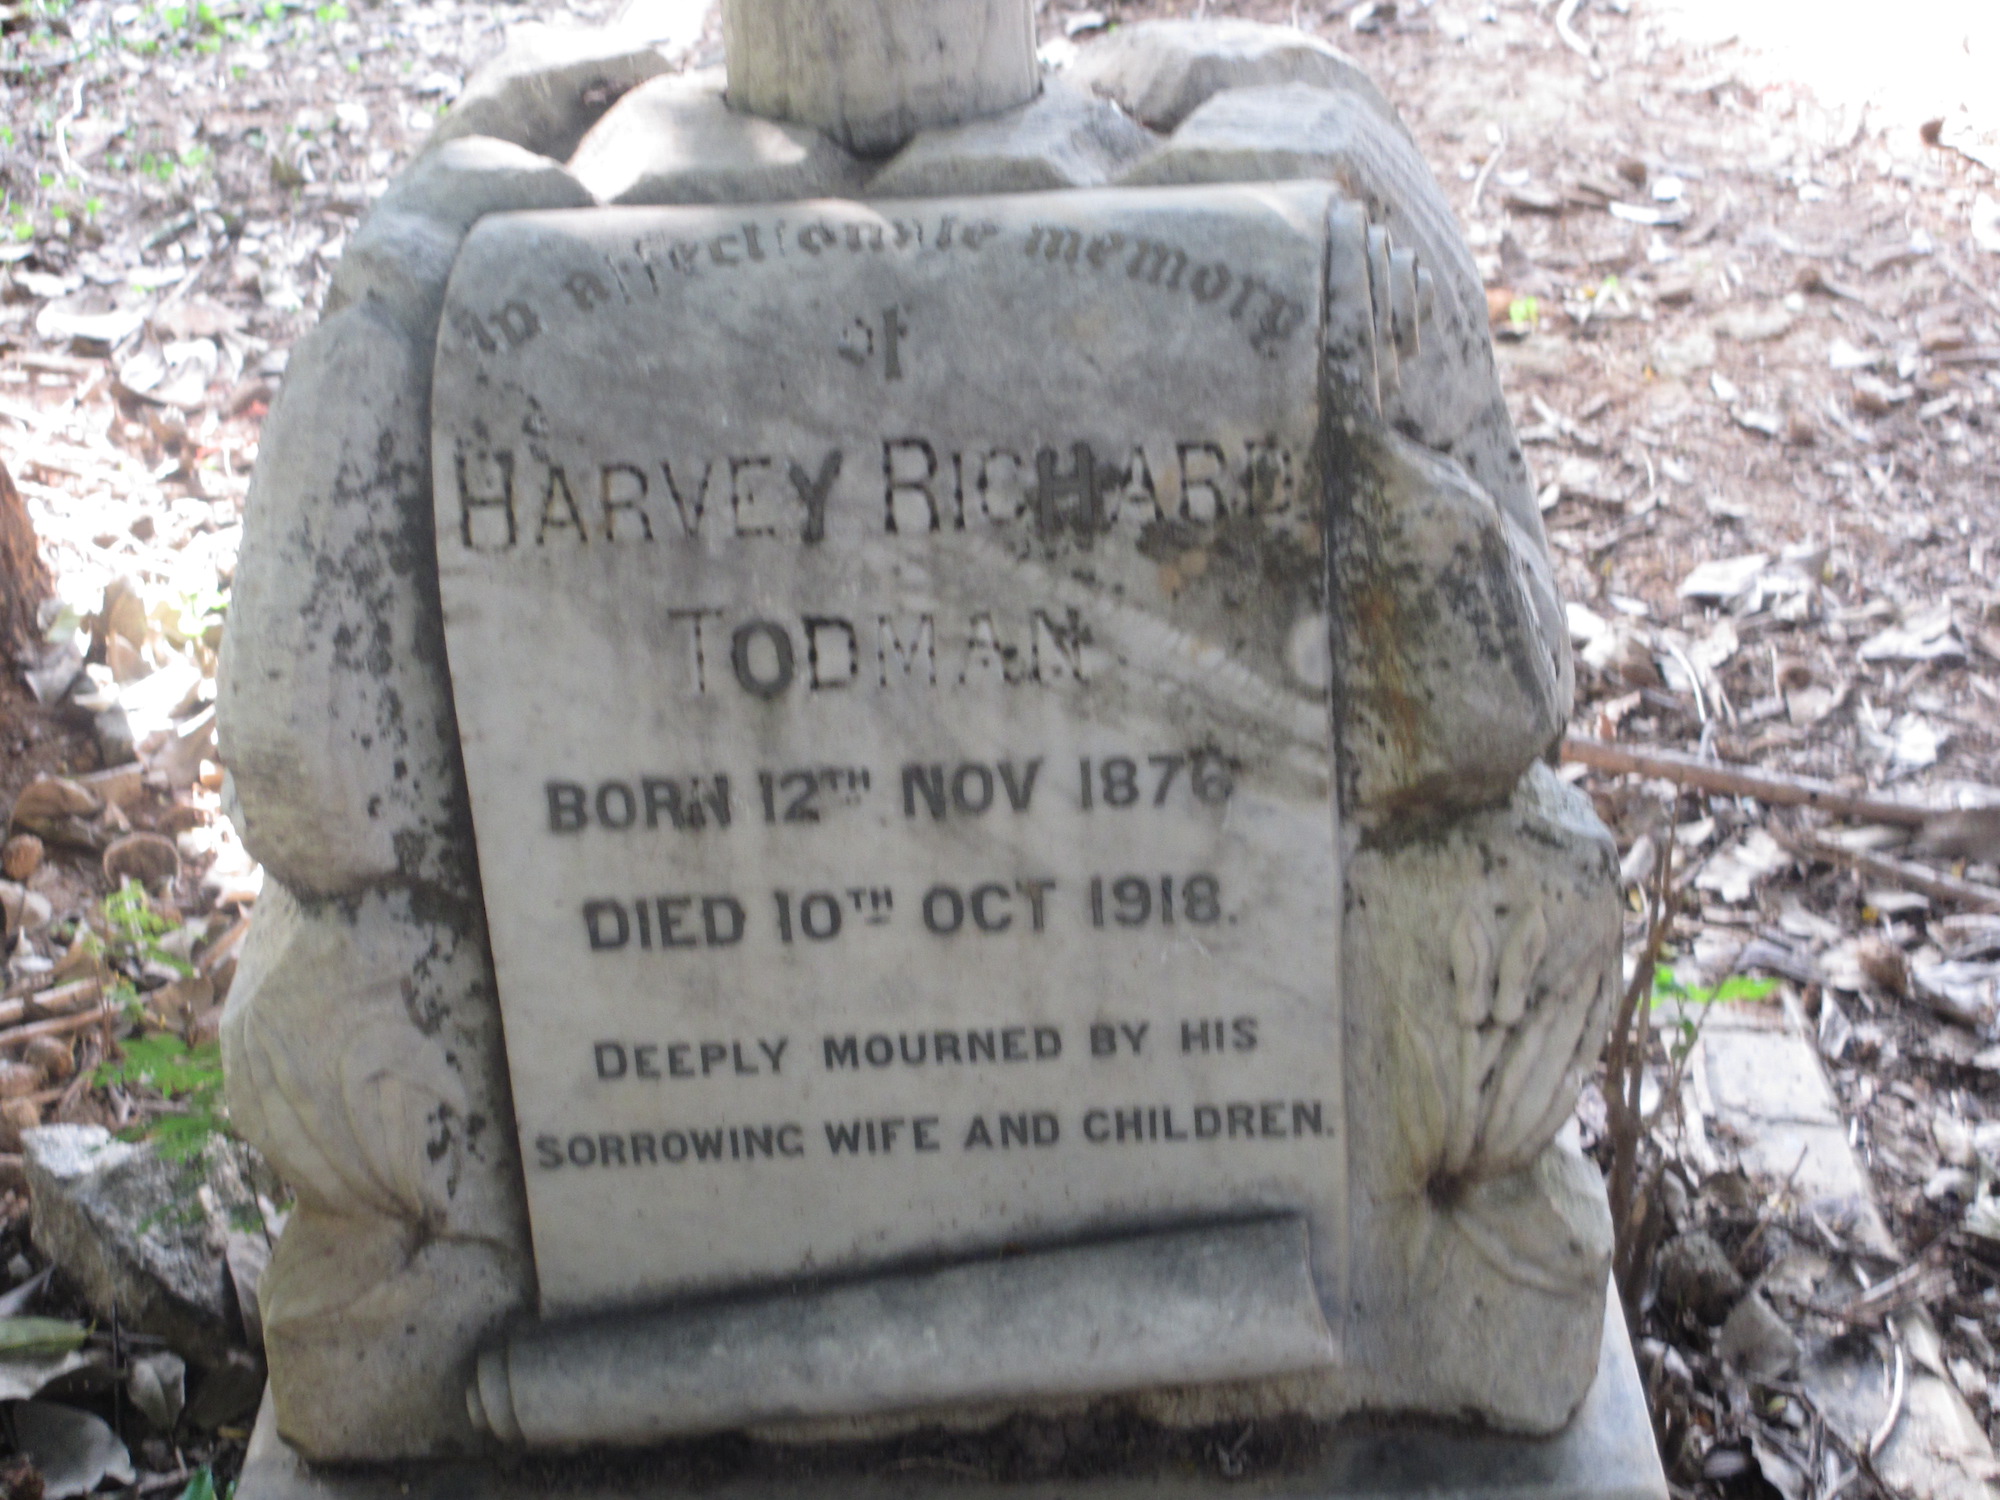 In affectionate memory
of
HARVEY RICHARD
TODMAN
BORN 12TH NOV 1876
DIED 10TH OCT 1918.
DEEPLY MOURNED BY HIS
SORROWING WIFE AND CHILDREN.